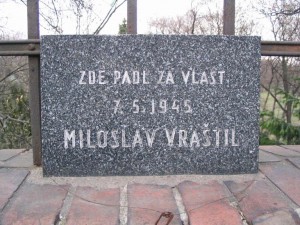 ZDE PADL ZA VLAST
7.5.1945
MILOSLAV VRAŠTIL